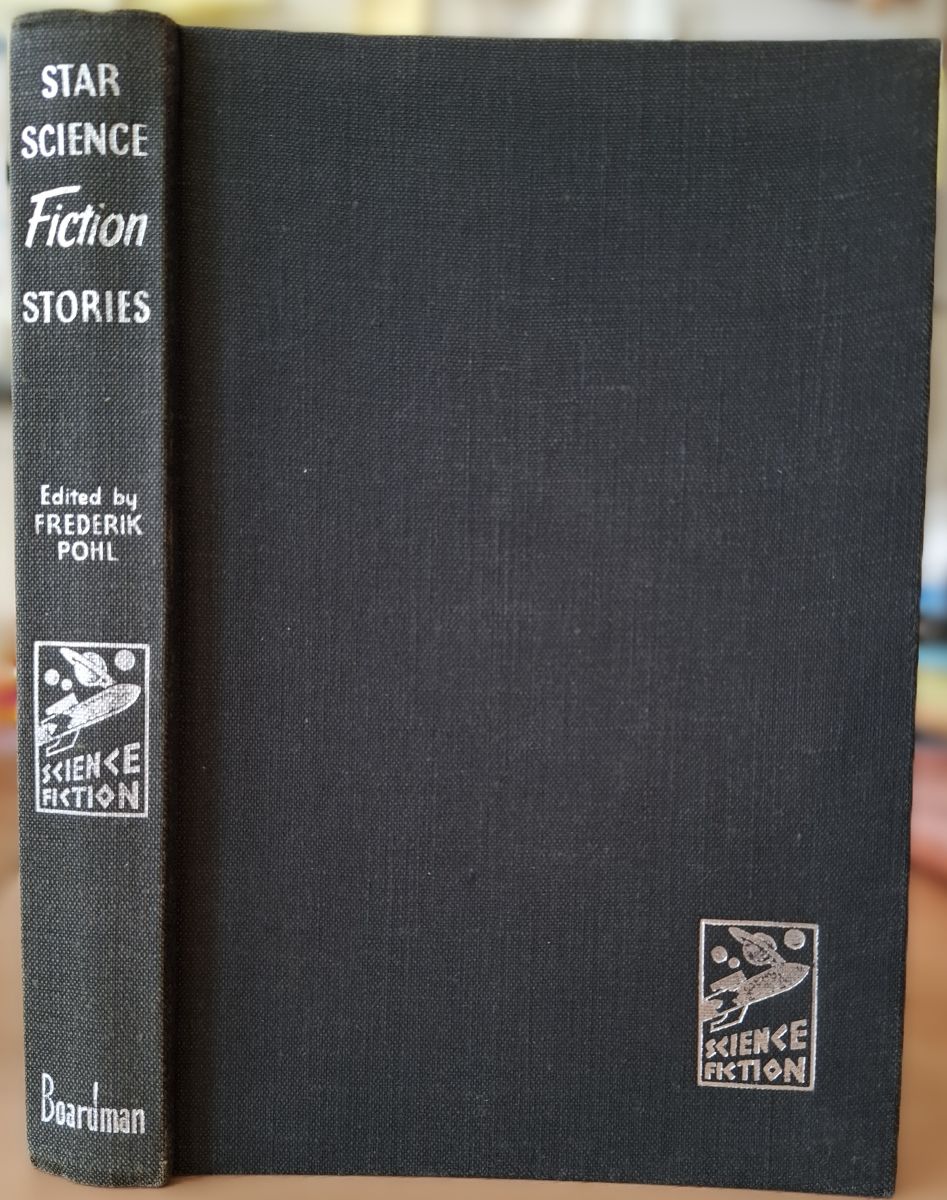 STAR
SCIENCE
Fiction
STORIES
Edited by
FREDERIK
POHL
SCIENCE
FICTION
Boardman
SCIENCE
FICTION